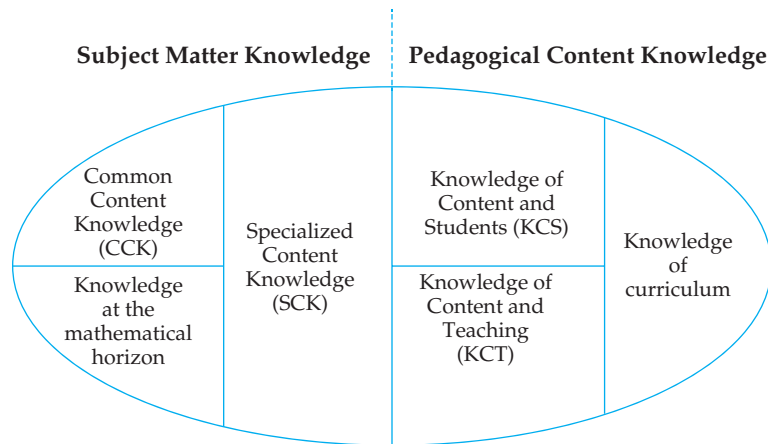 Subject Matter Knowledge
Pedagogical Content Knowledge
Common
Content
Knowledge
(CCK)
Knowledge
at the
mathematical
horizon
Specialized
Content
Knowledge
(SCK)
Knowledge of
Content and
Students (KCS)
Knowledge of
Content and
Teaching
(KCT)
Knowledge
of
curriculum